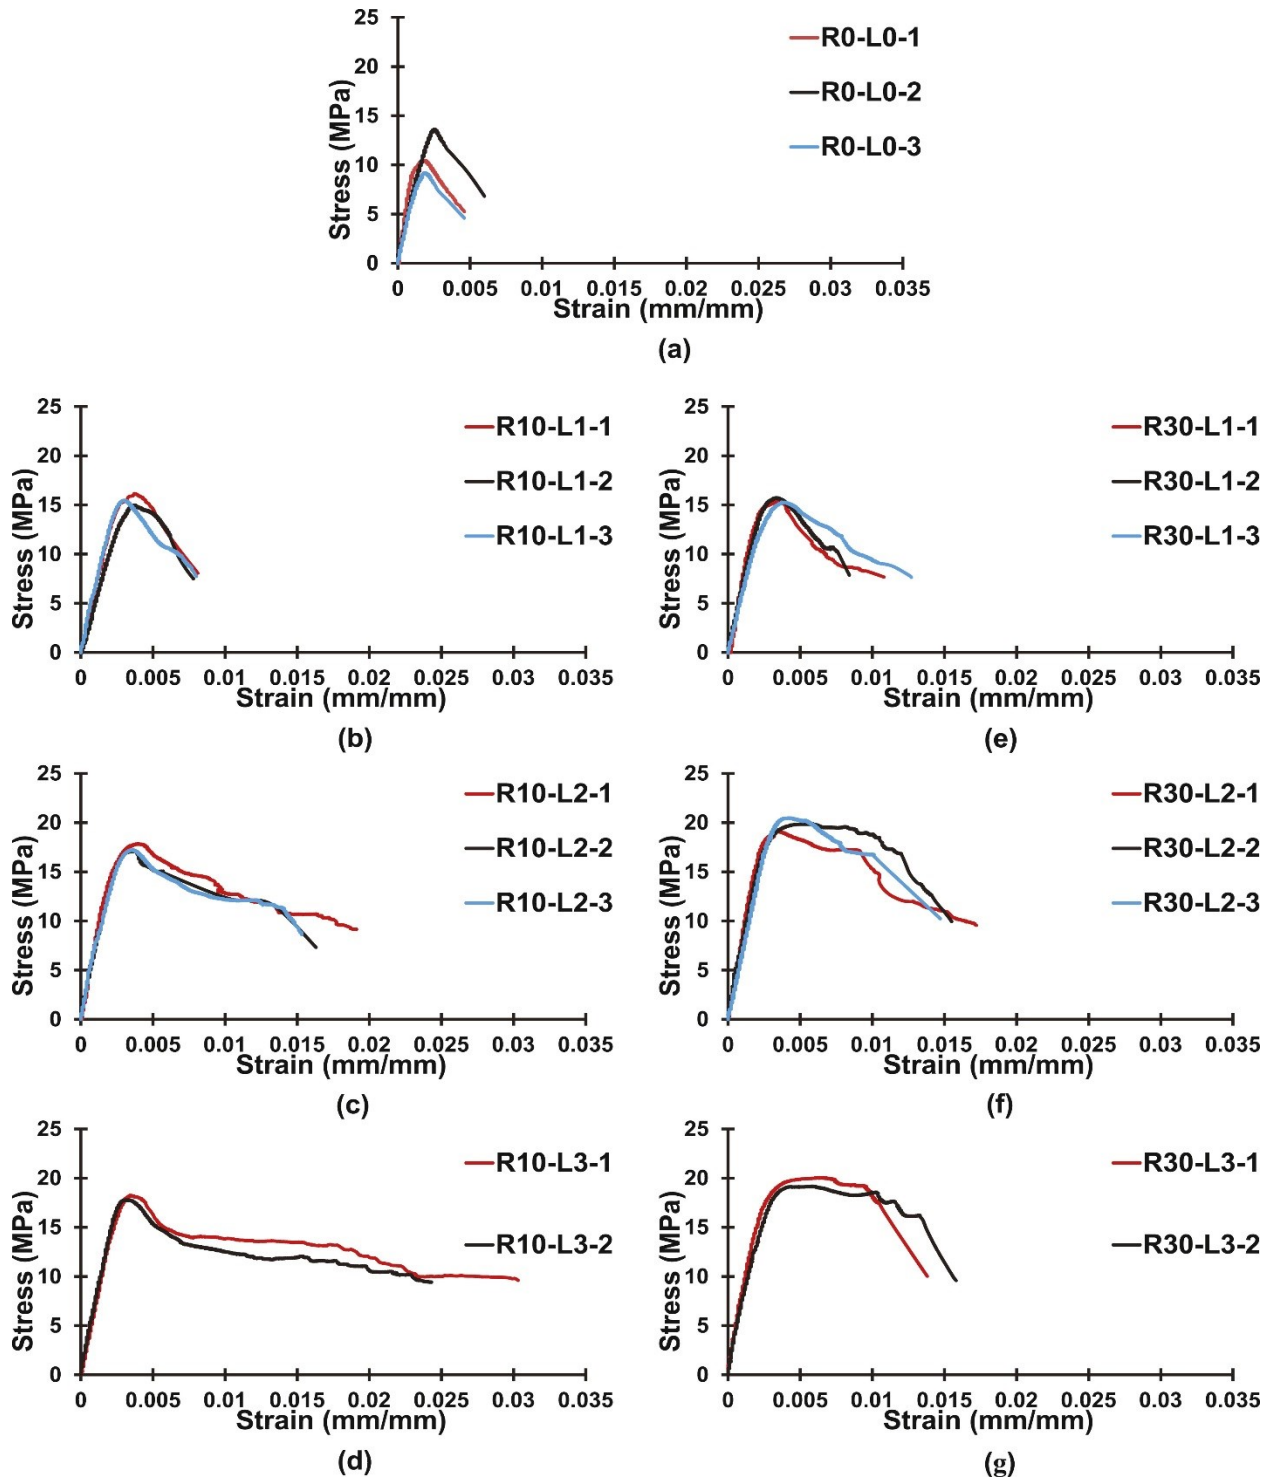 25
20
15
10
5
0
Stress (MPa)
R0-L0-1
R0-L0-2
R0-L0-3
0 0.005 0.01 0.015 0.02 0.025 0.03 0.035
Strain (mm/mm)
(a)
25
20
15
10
5
0
Stress (MPa)
R10-L1-1
R10-L1-2
R10-L1-3
0 0.005 0.01 0.015 0.02 0.025 0.03 0.035
Strain (mm/mm)
(b)
25
20
15
10
5
0
Stress (MPa)
R30-L1-1
R30-L1-2
R30-L1-3
0 0.005 0.01 0.015 0.02 0.025 0.03 0.035
Strain (mm/mm)
(e)
25
20
15
10
5
0
Stress (MPa)
R10-L2-1
R10-L2-2
R10-L2-3
0 0.005 0.01 0.015 0.02 0.025 0.03 0.035
Strain (mm/mm)
(c)
25
20
15
10
5
0
Stress (MPa)
R30-L2-1
R30-L2-2
R30-L2-3
0 0.005 0.01 0.015 0.02 0.025 0.03 0.035
Strain (mm/mm)
(f)
25
20
15
10
5
0
Stress (MPa)
R10-L3-1
R10-L3-2
0 0.005 0.01 0.015 0.02 0.025 0.03 0.035
Strain (mm/mm)
(d)
25
20
15
10
5
0
Stress (MPa)
R30-L3-1
R30-L3-2
0 0.005 0.01 0.015 0.02 0.025 0.03 0.035
Strain (mm/mm)
(g)